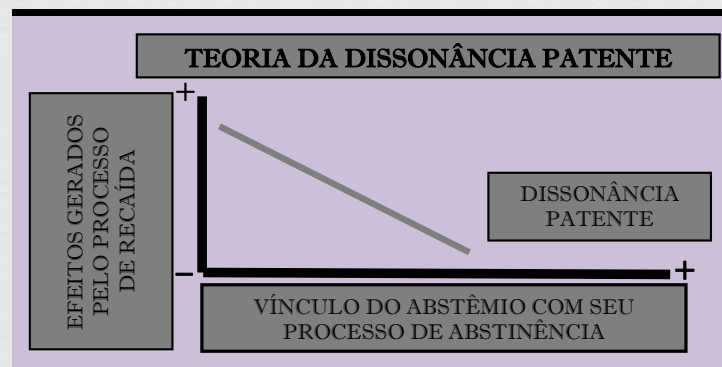 TEORIA DA DISSONÂNCIA PATENTE
+
EFEITOS GERADOS
PELO PROCESSO
DE RECAÍDA
DISSONÂNCIA
PATENTE
–
+
VÍNCULO DO ABSTÊMIO COM SEU
PROCESSO DE ABSTINÊNCIA